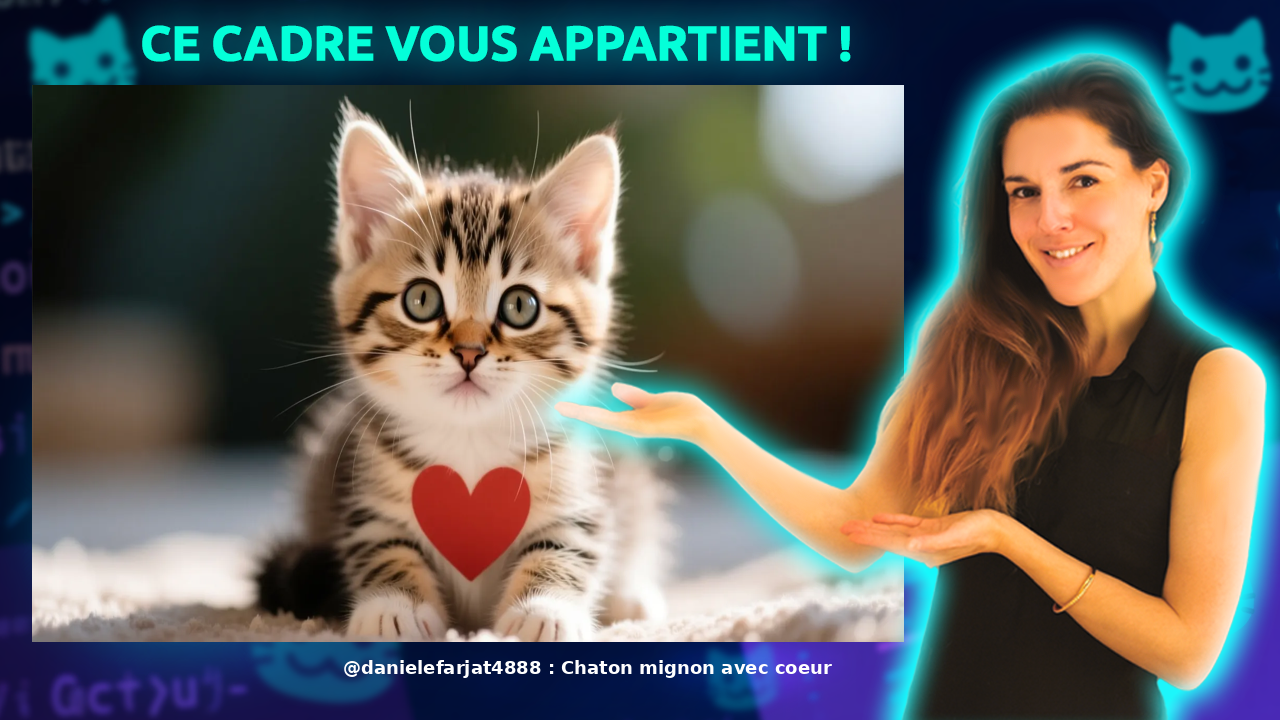 CE CADRE VOUS APPARTIENT !
@danielefarjat4888 : Chaton mignon avec coeur